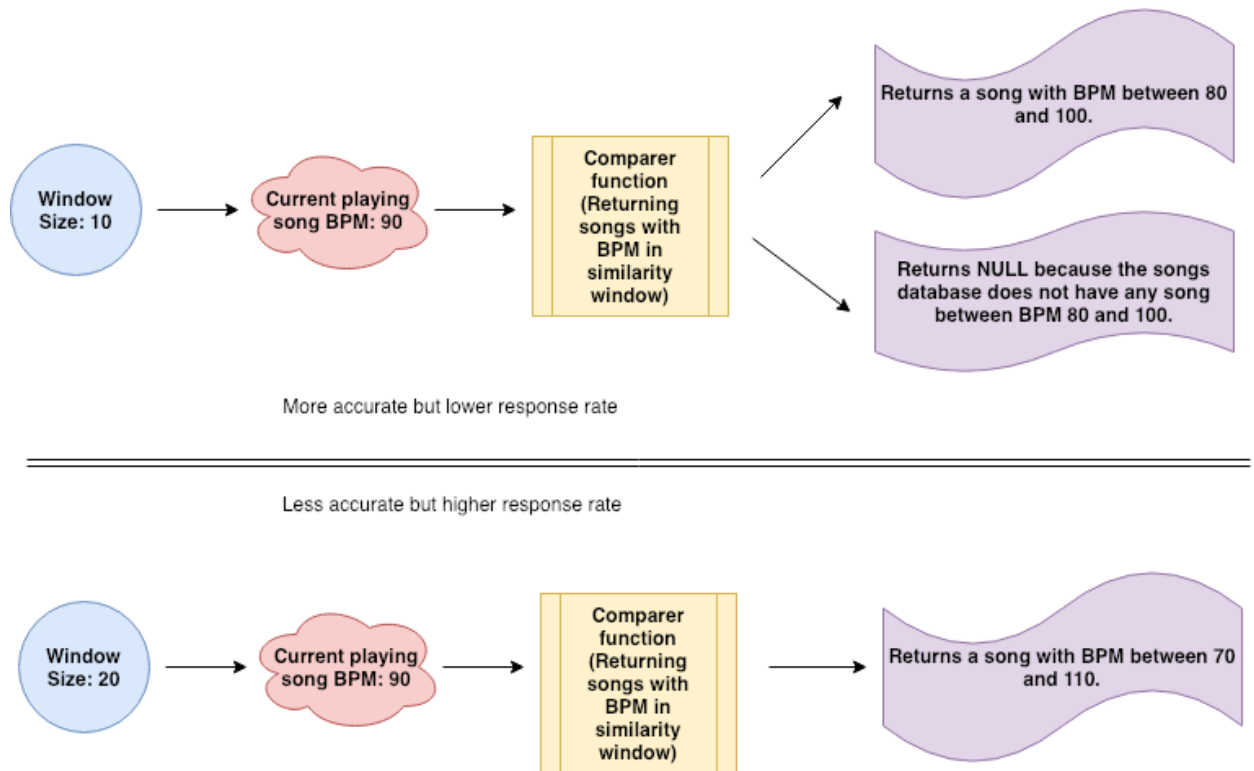 Window
Size: 10
Current playing
song BPM: 90
Comparer
function
(Returning
songs with
BPM in
similarity
window)
Returns a song with BPM between 80
and 100.
Returns NULL because the songs
database does not have any song
between BPM 80 and 100.
More accurate but lower response rate
Less accurate but higher response rate
Window
Size: 20
Current playing
song BPM: 90
Comparer
function
(Returning
songs with
BPM in
similarity
window)
Returns a song with BPM between 70
and 110.